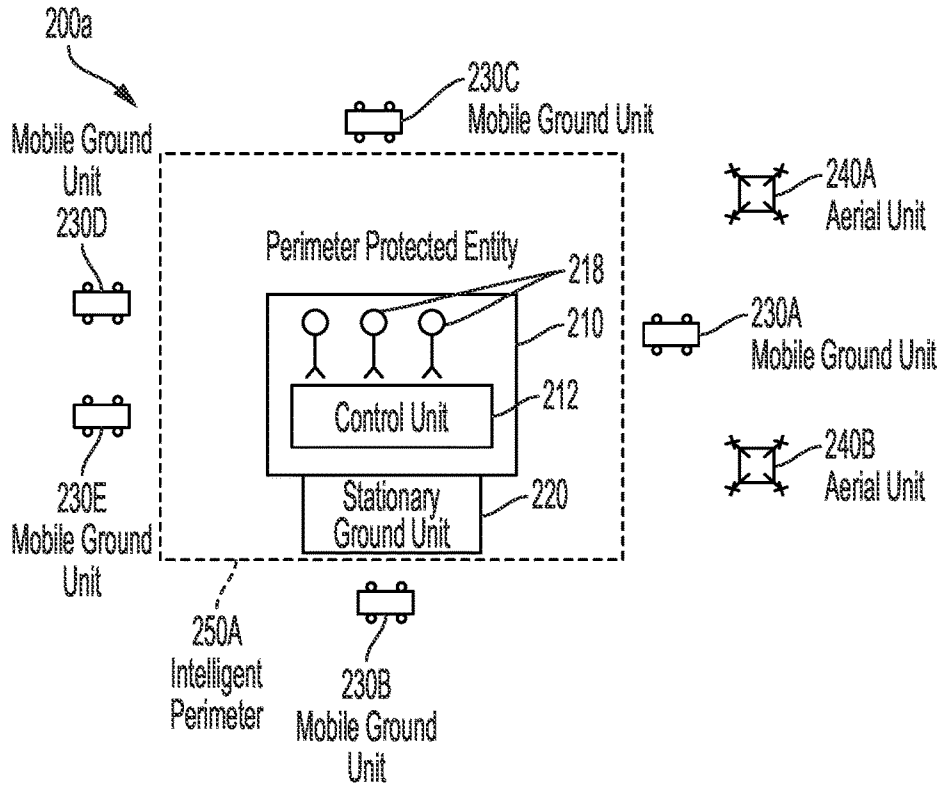 200a
230C
Mobile Ground Unit
Mobile Ground
Unit
230D
240A
Aerial Unit
Perimeter Protected Entity
218
210
230A
Mobile Ground Unit
Control Unit
212
240B
Aerial Unit
Stationary
Ground Unit
220
230E
Mobile Ground
Unit
250A
Intelligent
Perimeter
230B
Mobile Ground
Unit